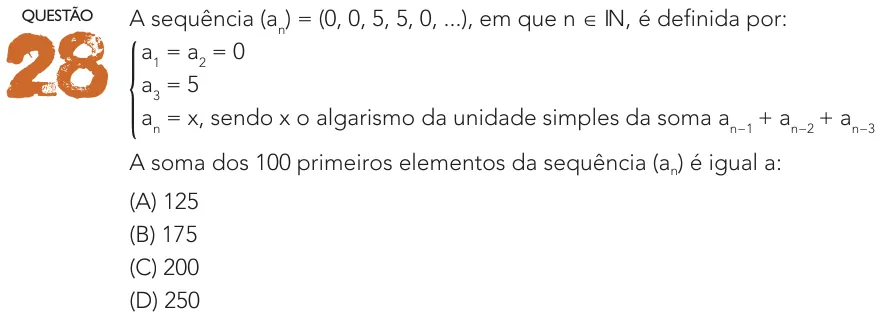 QUESTÃO
28
A sequência (aₙ) = (0, 0, 5, 5, 0, ...), em que n ∈ ℕ, é definida por:
a₁ = a₂ = 0
a₃ = 5
aₙ = x, sendo x o algarismo da unidade simples da soma aₙ₋₁ + aₙ₋₂ + aₙ₋₃
A soma dos 100 primeiros elementos da sequência (aₙ) é igual a:
(A) 125
(B) 175
(C) 200
(D) 250